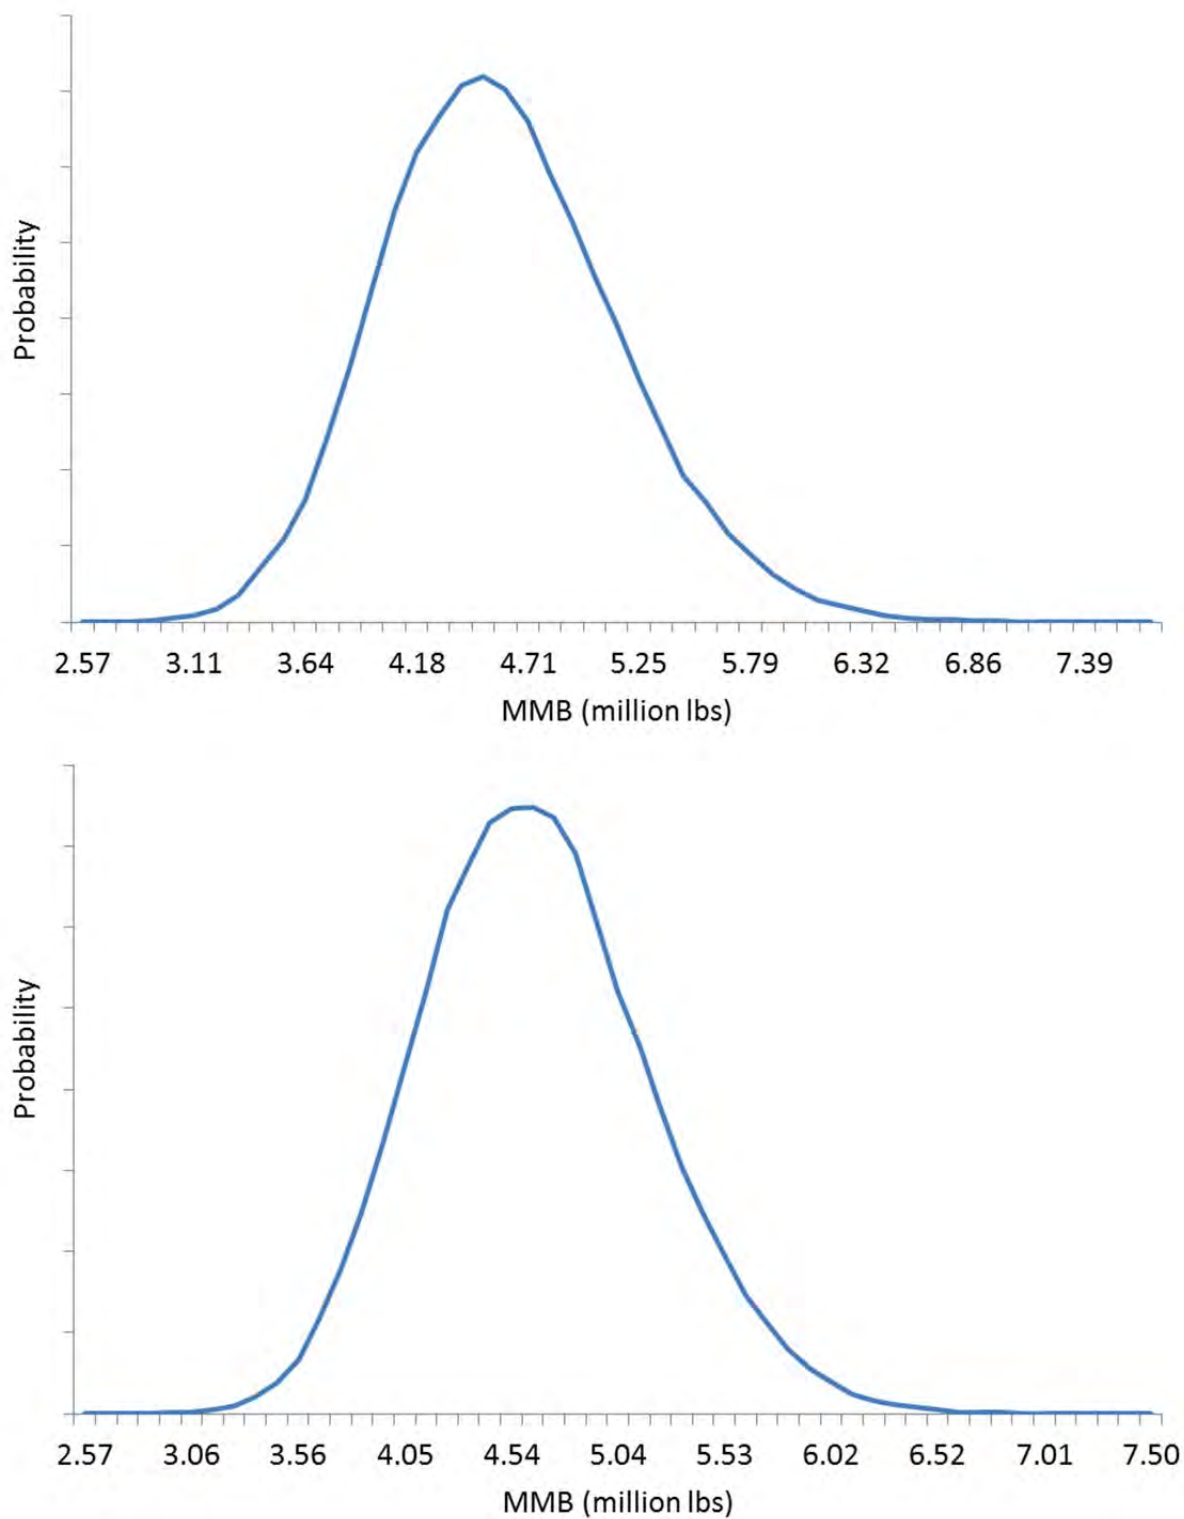 Probability
2.57 3.11 3.64 4.18 4.71 5.25 5.79 6.32 6.86 7.39
MMB (million lbs)
Probability
2.57 3.06 3.56 4.05 4.54 5.04 5.53 6.02 6.52 7.01 7.50
MMB (million lbs)